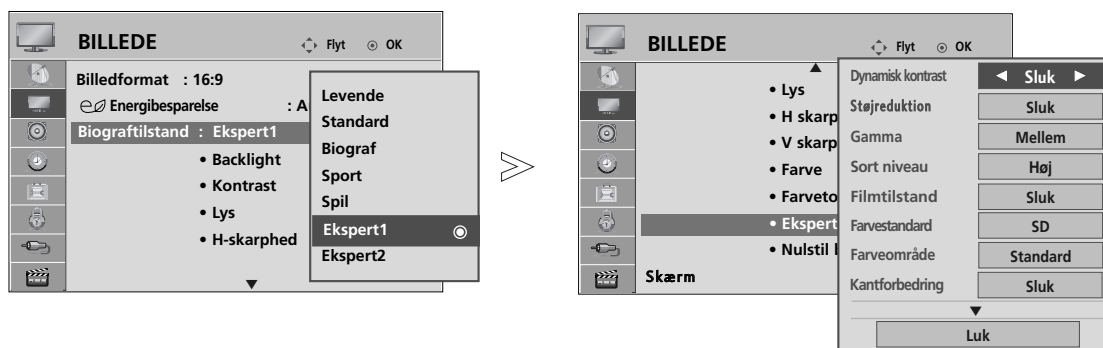 BILLEDE
Flyt
OK
Billedformat : 16:9
Energibesparelse : A
Biograftilstand : Ekspert1
• Backlight
• Kontrast
• Lys
• H-skarphed
Levende
Standard
Biograf
Sport
Spil
Ekspert1
Ekspert2
BILLEDE
Flyt
OK
• Lys
• H skarp
• V skarp
• Farve
• Farveto
• Ekspert
• Nulstil
Skærm
Dynamisk kontrast ◄ Sluk ►
Støjreduktion Sluk
Gamma Mellem
Sort niveau Høj
Filmtilstand Sluk
Farvestandard SD
Farveområde Standard
Kantforbedring Sluk
Luk